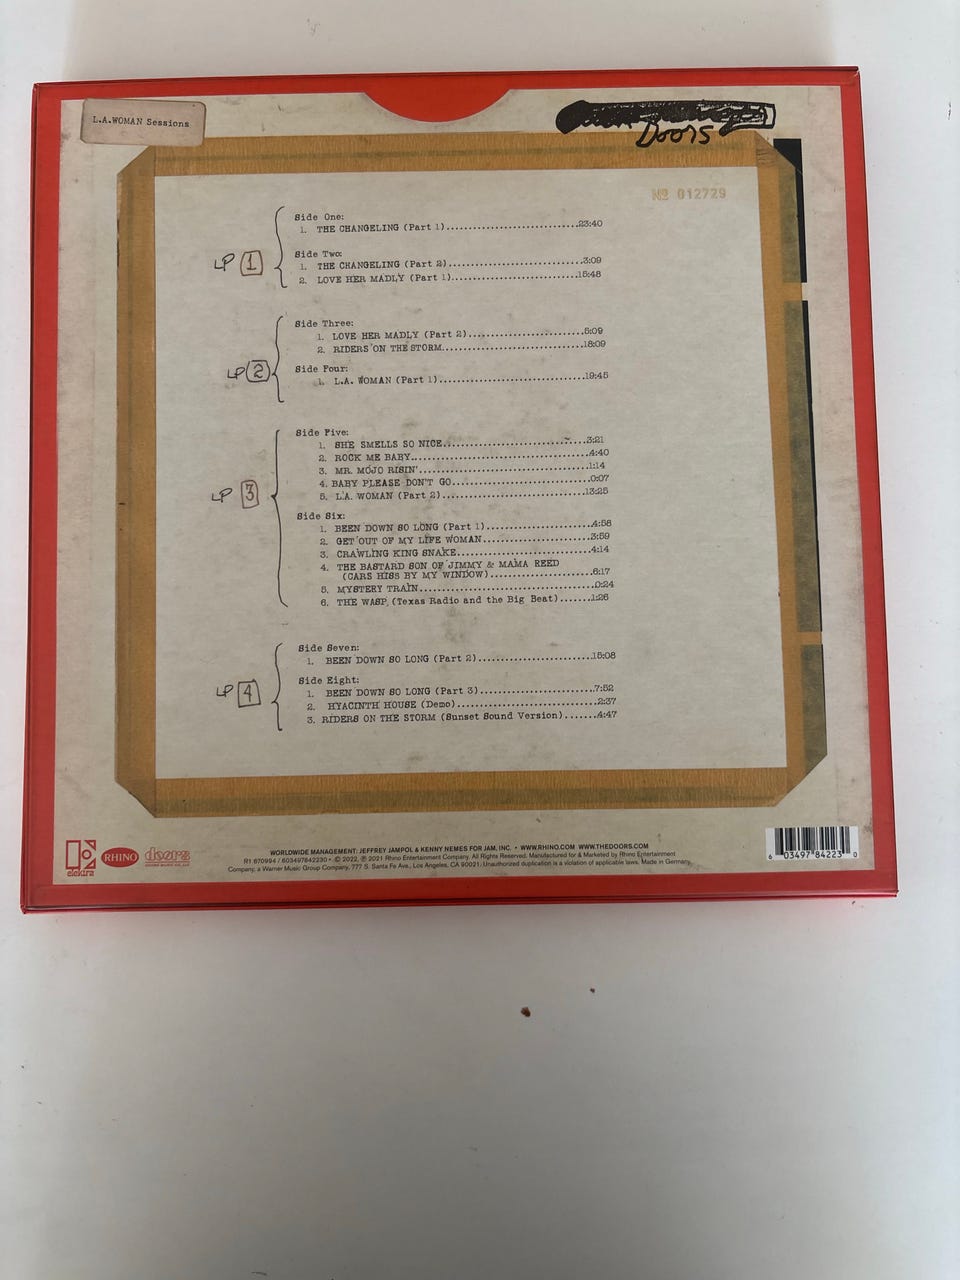 L.A.WOMAN Sessions
Doors
№ 012729
LP 1
Side One:
1. THE CHANGELING (Part 1)..............................23:40
Side Two:
1. THE CHANGELING (Part 2)..............................3:09
2. LOVE HER MADLY (Part 1)............................15:48
LP 2
Side Three:
1. LOVE HER MADLY (Part 2)..........................5:09
2. RIDERS ON THE STORM...............................18:09
Side Four:
1. L.A. WOMAN (Part 1).................................19:45
LP 3
Side Five:
1. SHE SMELLS SO NICE................................3:21
2. ROCK ME BABY.......................................4:40
3. MR. MOJO RISIN'.....................................1:14
4. BABY PLEASE DON'T GO..............................0:07
5. L.A. WOMAN (Part 2)................................13:25
Side Six:
1. BEEN DOWN SO LONG (Part 1)........................4:58
2. GET OUT OF MY LIFE WOMAN.........................3:59
3. CRAWLING KING SNAKE..............................4:14
4. THE BASTARD SON OF JIMMY & MAMA REED
(CARS HISS BY MY WINDOW).......................6:17
5. MYSTERY TRAIN.......................................0:24
6. THE WASP (Texas Radio and the Big Beat).......1:26
LP 4
Side Seven:
1. BEEN DOWN SO LONG (Part 2)..........................15:08
Side Eight:
1. BEEN DOWN SO LONG (Part 3)..........................7:52
2. HYACINTH HOUSE (Demo)................................2:37
3. RIDERS ON THE STORM (Sunset Sound Version).......4:47
elektra
RHINO
doors
WORLDWIDE MANAGEMENT: JEFFREY JAMPOL & KENNY NEMES FOR JAM, INC. • WWW.RHINO.COM WWW.THEDOORS.COM
R1 670994 / 603497842230 • © 2022, ℗ 2021 Rhino Entertainment Company. All Rights Reserved. Manufactured for & Marketed by Rhino Entertainment
Company, a Warner Music Group Company, 777 S. Santa Fe Ave., Los Angeles, CA 90021. Unauthorized duplication is a violation of applicable laws. Made in Germany.
6 03497 84223 0